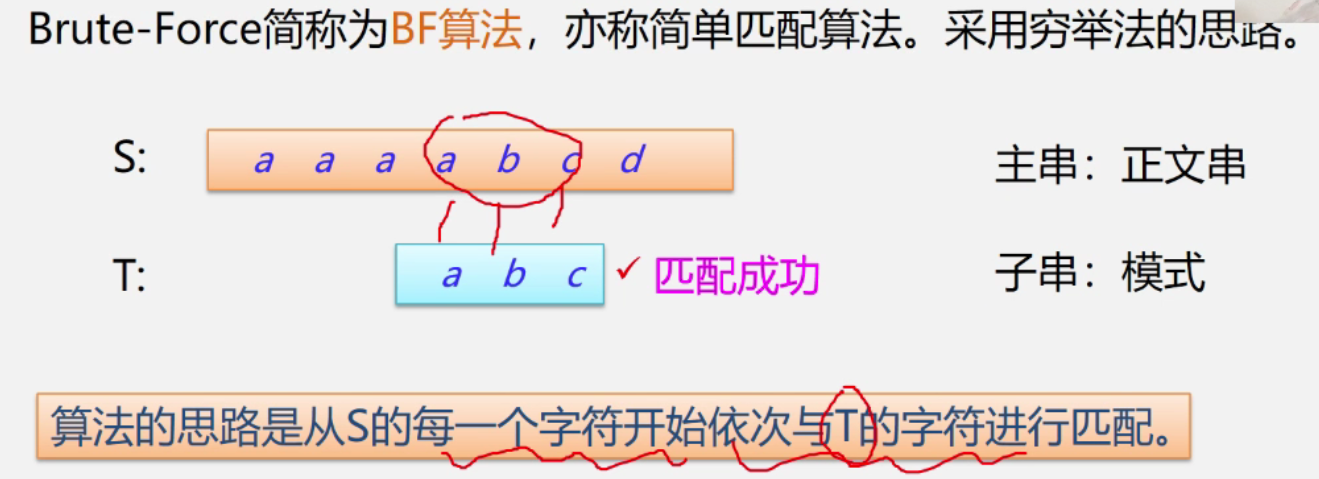 Brute-Force简称为BF算法，亦称简单匹配算法。采用穷举法的思路。
S: a a a a b c d 主串：正文串
T: a b c ✓ 匹配成功 子串：模式
算法的思路是从S的每一个字符开始依次与T的字符进行匹配。